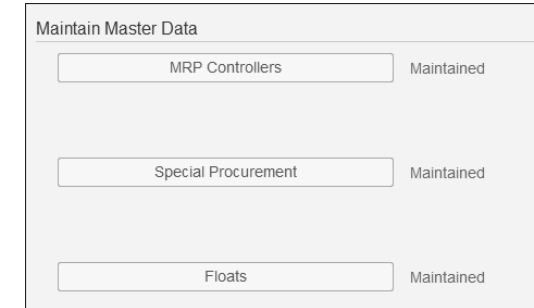 Maintain Master Data
MRP Controllers Maintained
Special Procurement Maintained
Floats Maintained